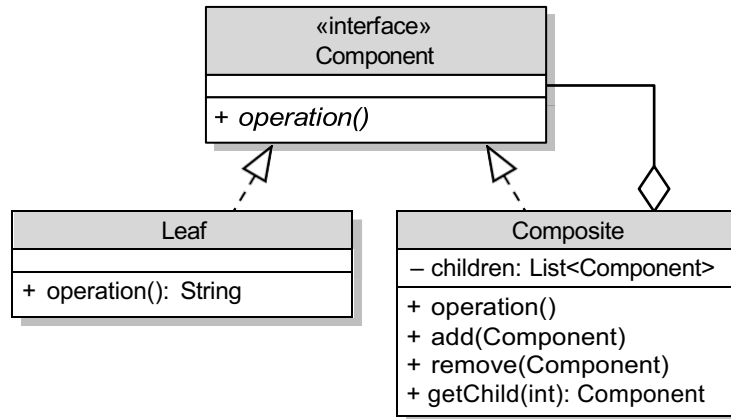 «interface»
Component
+ operation()
Leaf
+ operation(): String
Composite
– children: List<Component>
+ operation()
+ add(Component)
+ remove(Component)
+ getChild(int): Component